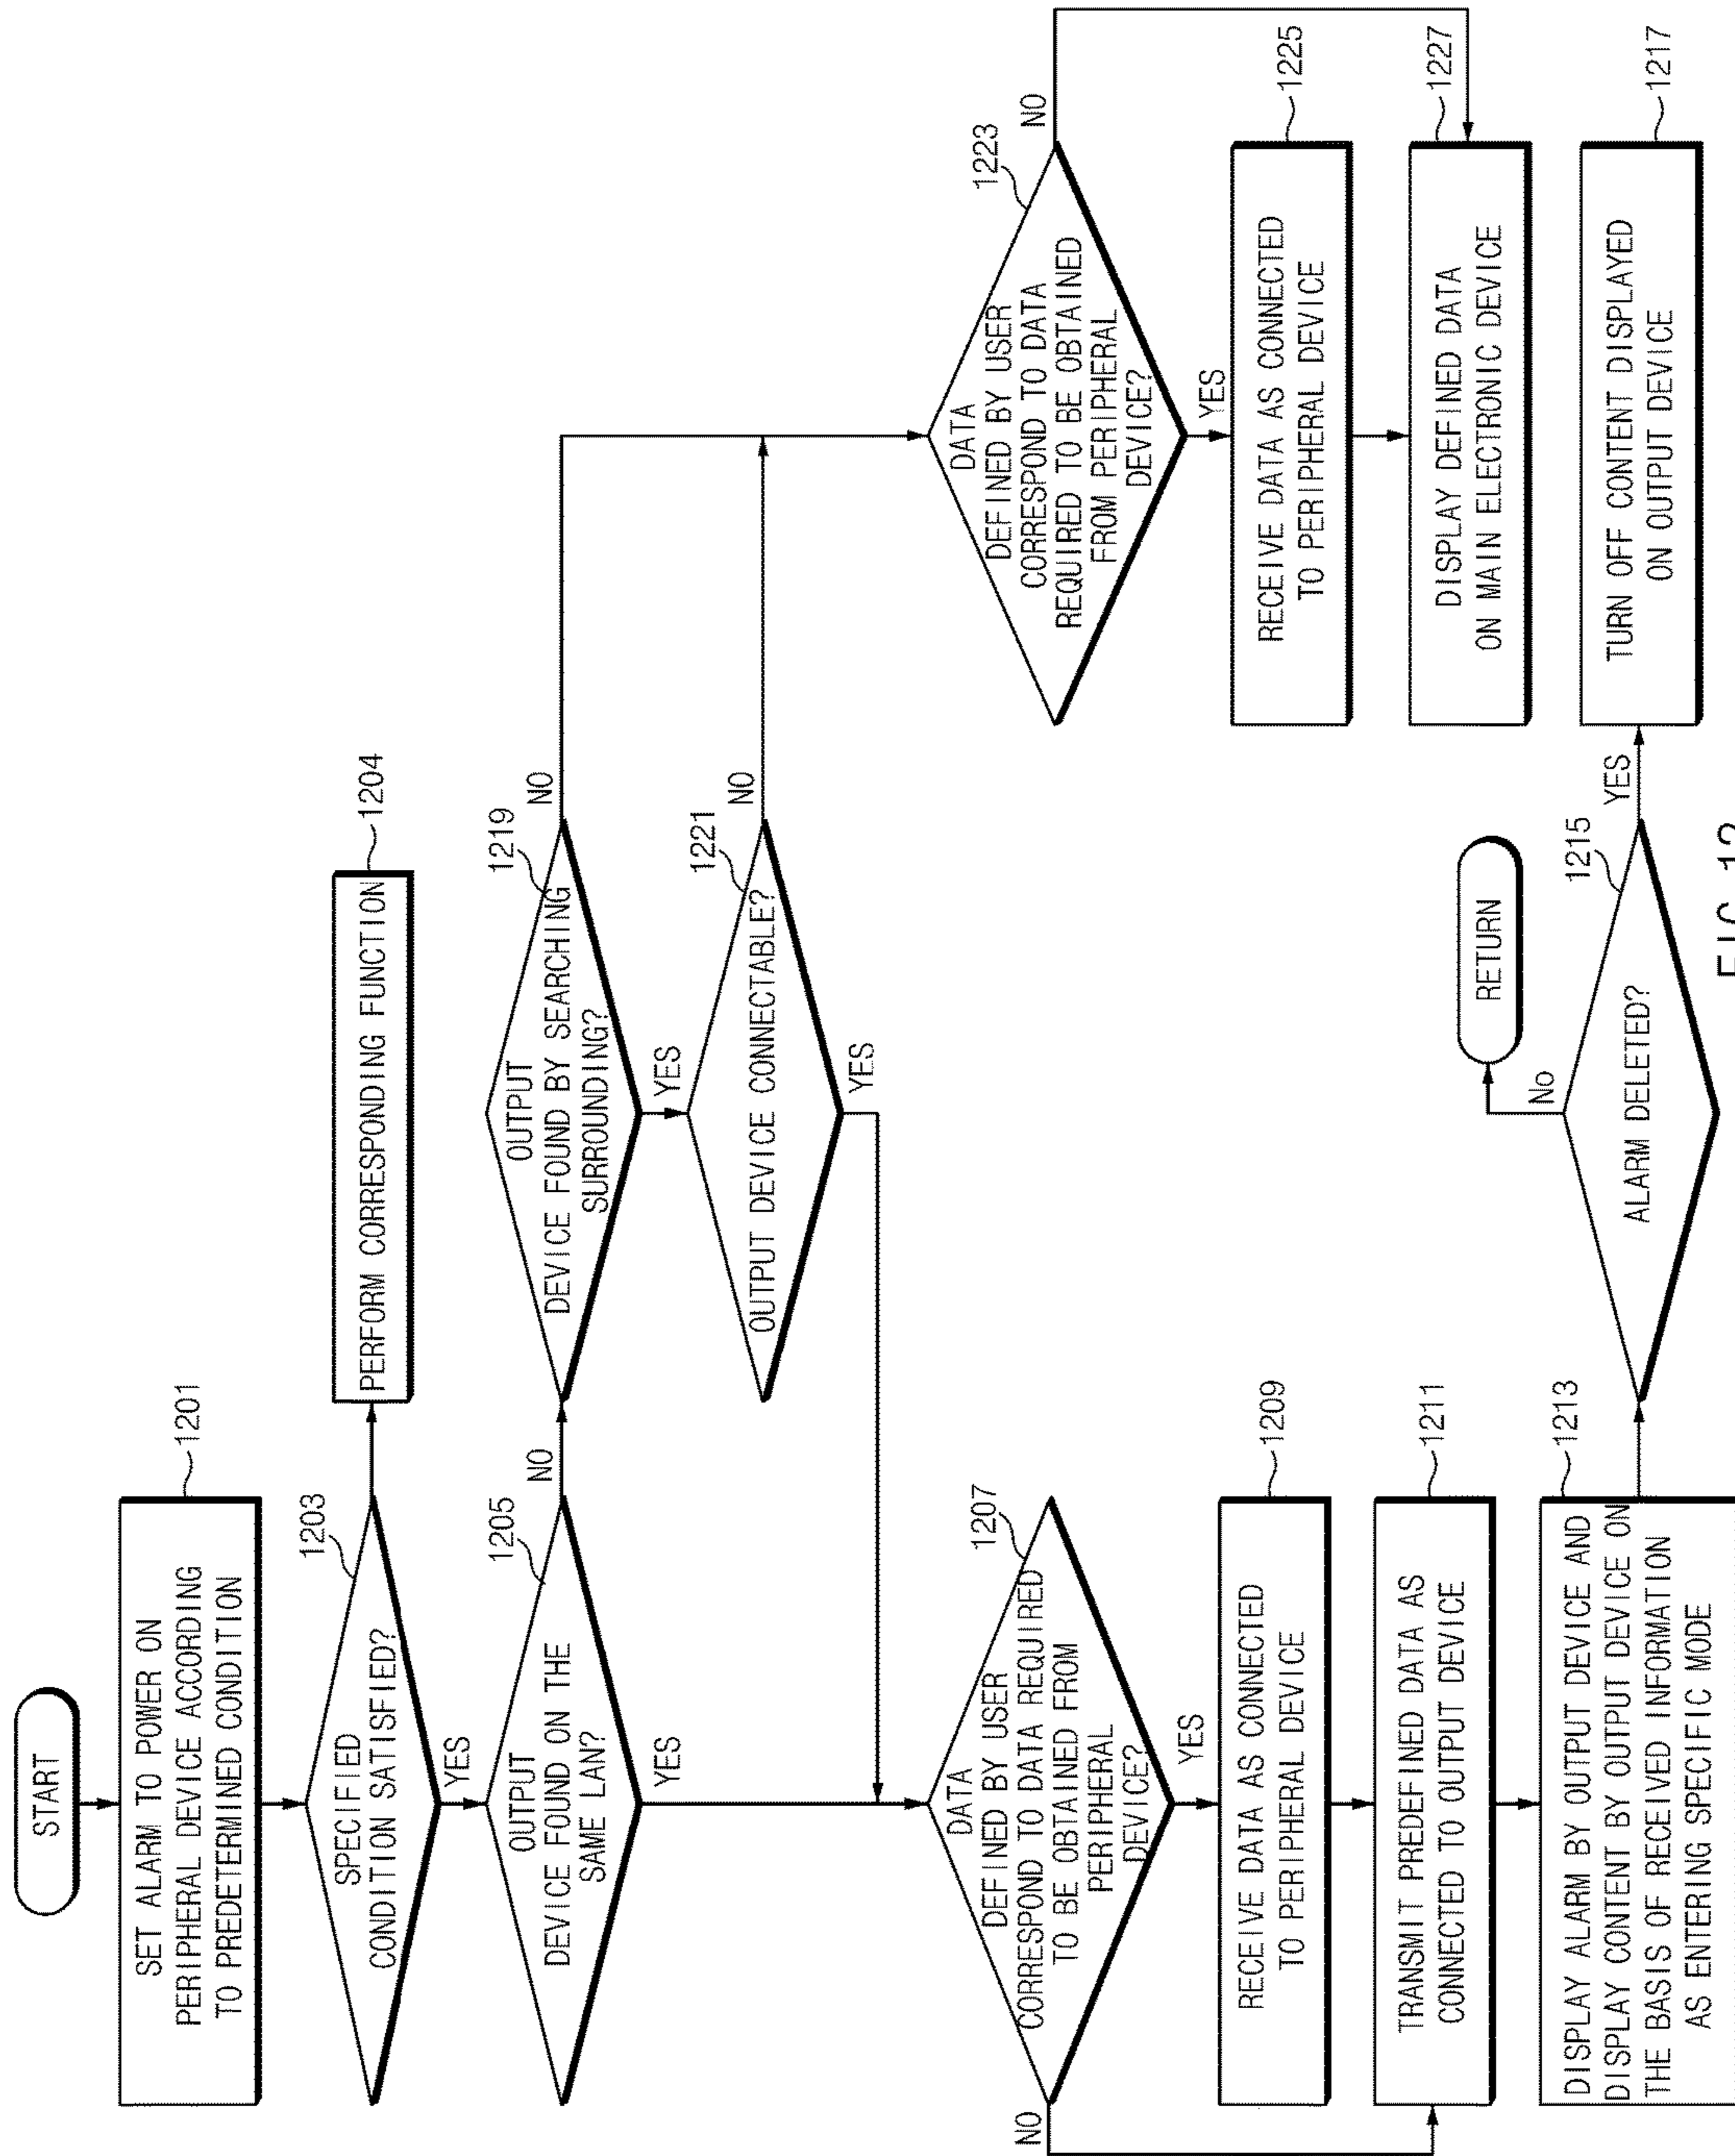 START
SET ALARM TO POWER ON
PERIPHERAL DEVICE ACCORDING
TO PREDETERMINED CONDITION
1201
SPECIFIED
CONDITION SATISFIED?
1203
YES
PERFORM CORRESPONDING FUNCTION
1204
OUTPUT
DEVICE FOUND ON THE
SAME LAN?
1205
NO
YES
OUTPUT
DEVICE FOUND BY SEARCHING
SURROUNDING?
1219
NO
YES
OUTPUT DEVICE CONNECTABLE?
1221
NO
YES
DATA
DEFINED BY USER
CORRESPOND TO DATA REQUIRED
TO BE OBTAINED FROM
PERIPHERAL
DEVICE?
1207
NO
YES
RECEIVE DATA AS CONNECTED
TO PERIPHERAL DEVICE
1209
TRANSMIT PREDEFINED DATA AS
CONNECTED TO OUTPUT DEVICE
1211
DISPLAY ALARM BY OUTPUT DEVICE AND
DISPLAY CONTENT BY OUTPUT DEVICE ON
THE BASIS OF RECEIVED INFORMATION
AS ENTERING SPECIFIC MODE
1213
DATA
DEFINED BY USER
CORRESPOND TO DATA
REQUIRED TO BE OBTAINED
FROM PERIPHERAL
DEVICE?
1223
NO
YES
RECEIVE DATA AS CONNECTED
TO PERIPHERAL DEVICE
1225
DISPLAY DEFINED DATA
ON MAIN ELECTRONIC DEVICE
1227
ALARM DELETED?
1215
No
RETURN
YES
TURN OFF CONTENT DISPLAYED
ON OUTPUT DEVICE
1217
FIG.12